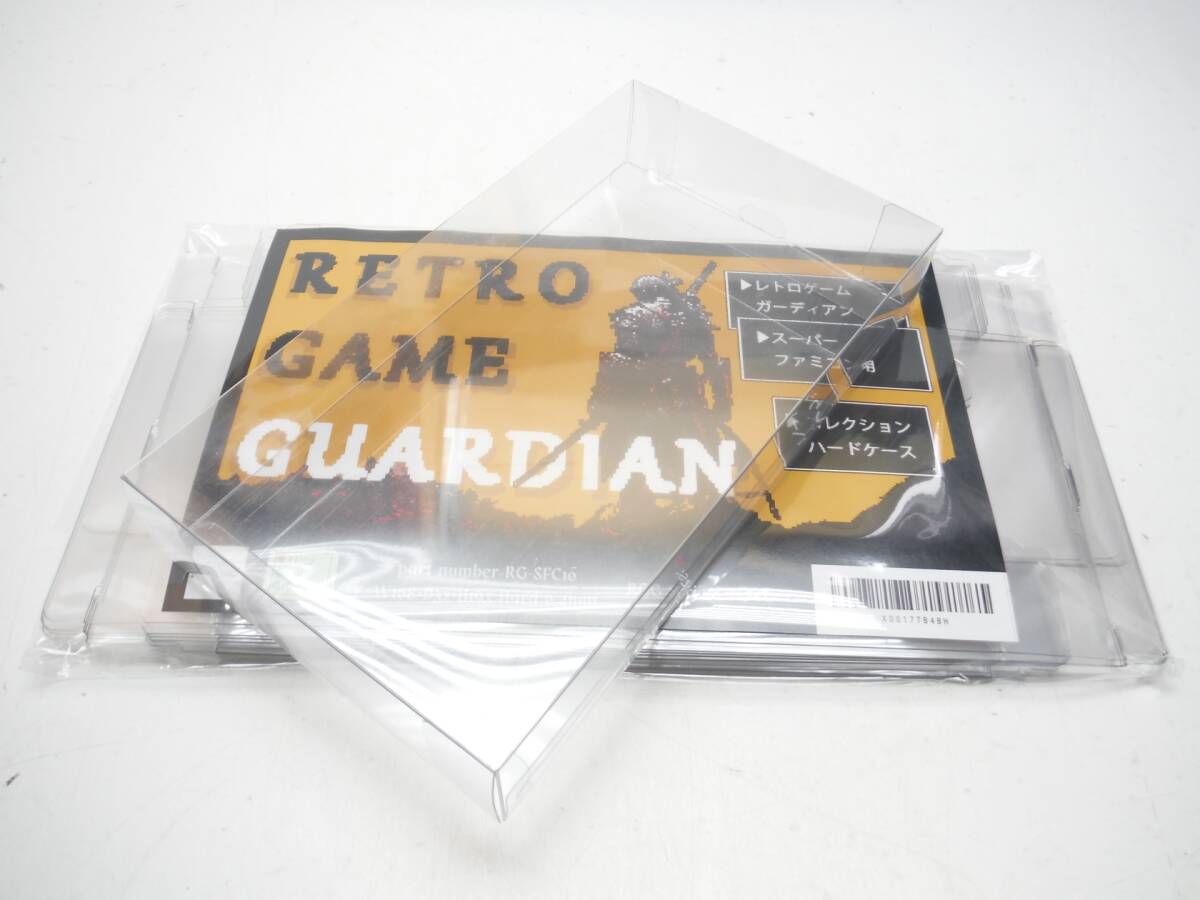 RETRO
GAME
GUARDIAN
▶レトロゲーム
ガーディアン
▶スーパー
ファミコン用
レクション
ハードケース
part number-RG-SFC10
X0017TB4BH